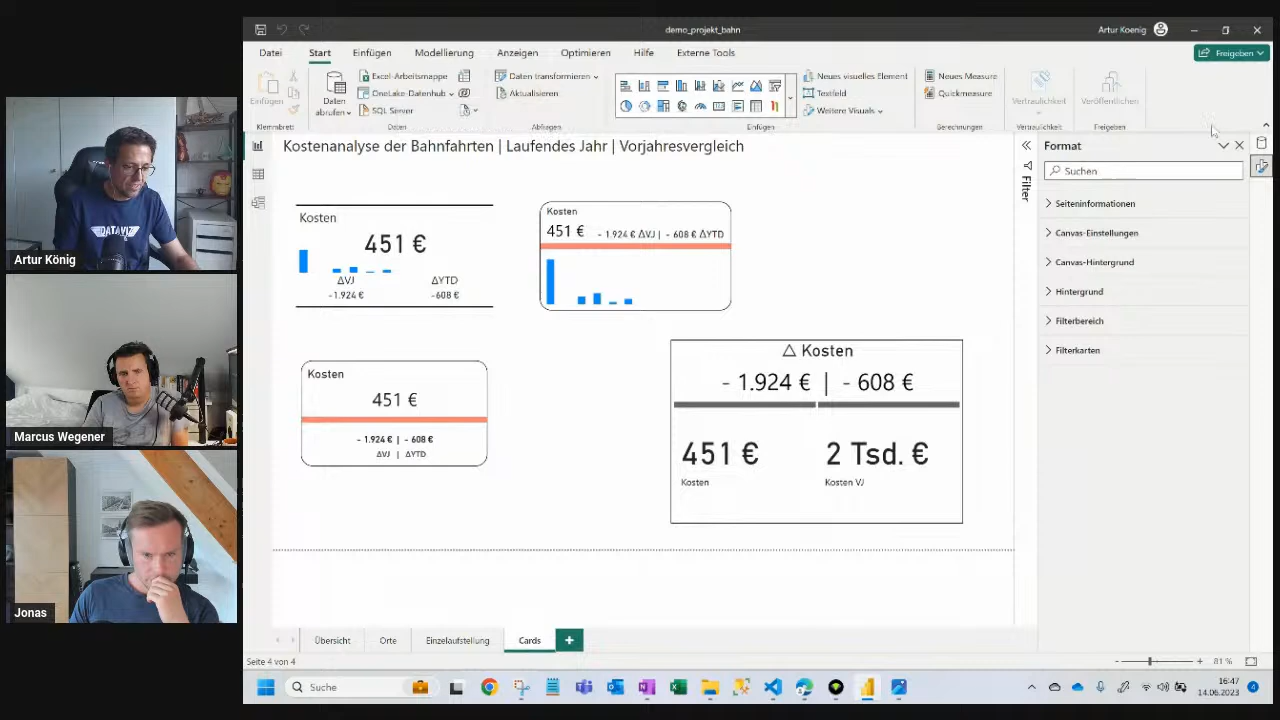 demo_projekt_bahn
Artur Koenig
Datei Start Einfügen Modellierung Anzeigen Optimieren Hilfe External Tools
Freigeben
Einfügen
Daten abrufen
Excel-Arbeitsmappe
OneLake-Datenhub
SQL Server
Daten transformieren
Aktualisieren
Neues visuelles Element
Textfeld
Weitere Visuals
Neues Measure
Quickmeasure
Vertraulichkeit
Veröffentlichen
Klemmbrett Daten Abfragen Einfügen Berechnungen Vertraulichkeit Freigeben
Kostenanalyse der Bahnfahrten | Laufendes Jahr | Vorjahresvergleich
Kosten
451 €
ΔVJ ΔYTD
-1.924 € -608 €
Kosten
451 € - 1.924 € ΔVJ | - 608 € ΔYTD
Kosten
451 €
- 1.924 € | - 608 €
ΔVJ | ΔYTD
△ Kosten
- 1.924 € | - 608 €
451 € 2 Tsd. €
Kosten Kosten VJ
Filter
Format
Suchen
Seiteninformationen
Canvas-Einstellungen
Canvas-Hintergrund
Hintergrund
Filterbereich
Filterkarten
Übersicht Orte Einzelaufstellung Cards +
Seite 4 von 4
- + 81 %
Suche
16:47
14.06.2023
4
DATAVIZ
Artur König
Marcus Wegener
Jonas